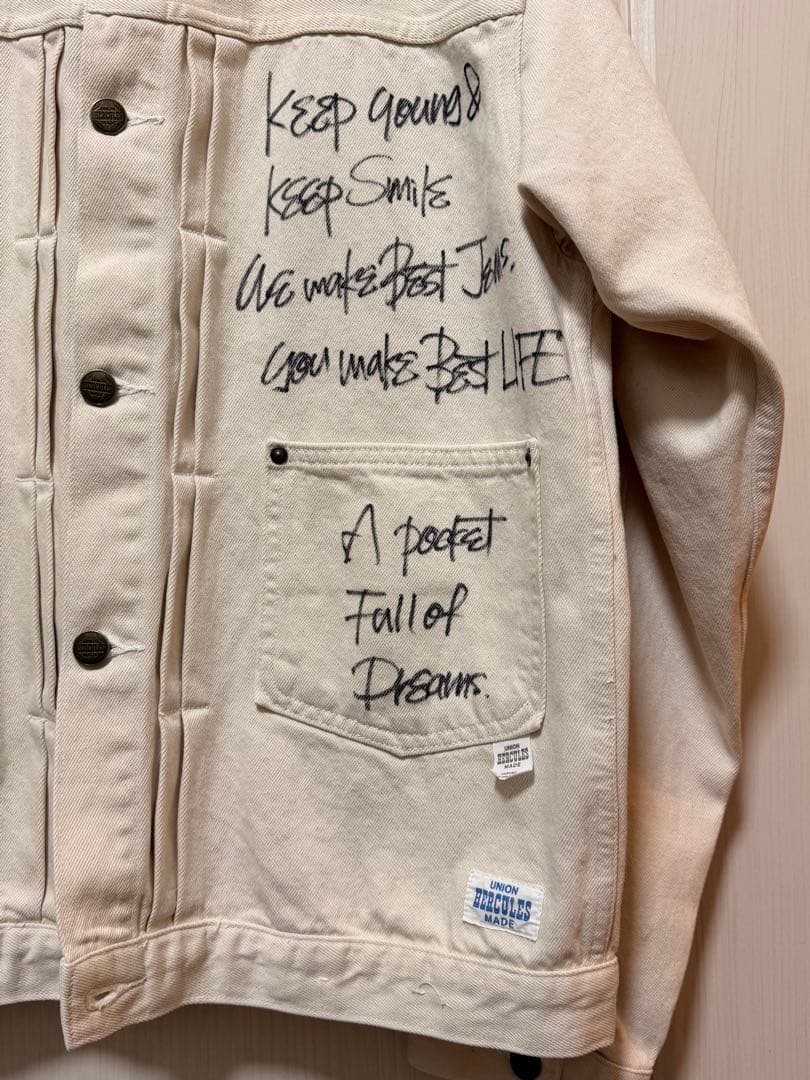 KEEP young &
KEEP SmilE
WE makE BEst JEns.
you makE BEst LIFE
A pockET
Full of
DrEams.
UNION
HERCULES
MADE
UNION
HERCULES
MADE